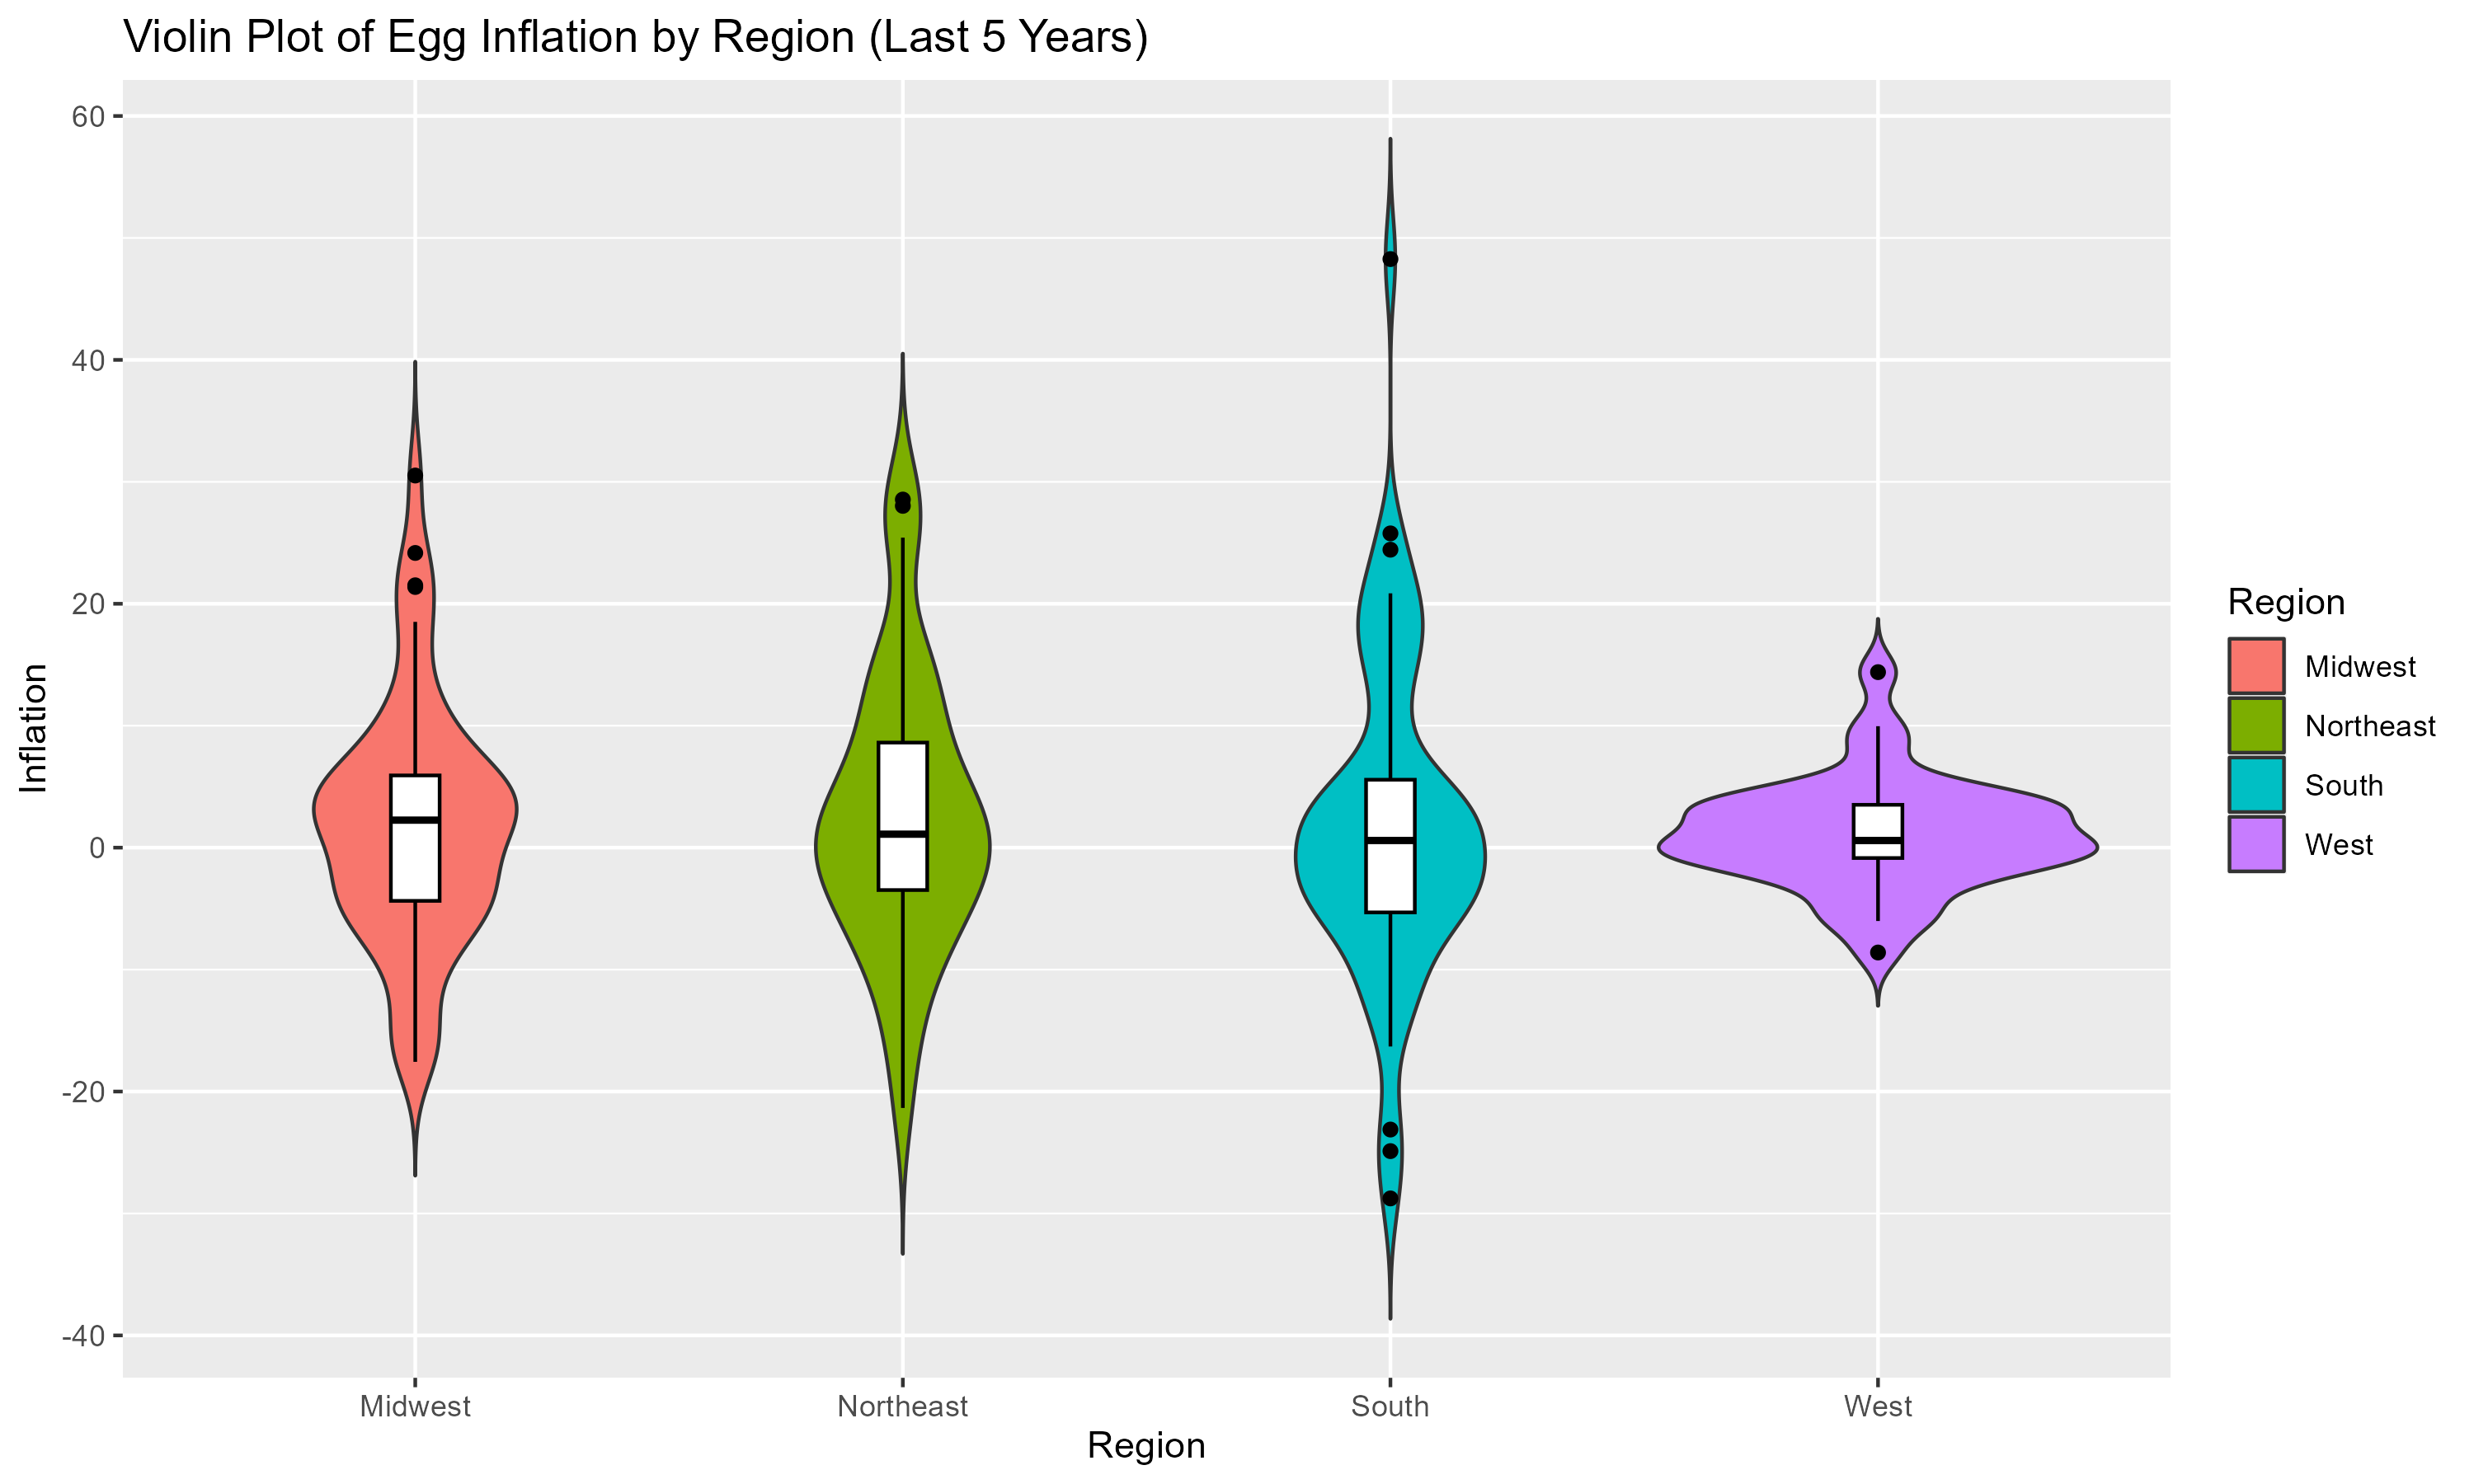 Violin Plot of Egg Inflation by Region (Last 5 Years)
60
40
20
0
-20
-40
Inflation
Midwest
Northeast
South
West
Region
Region
Midwest
Northeast
South
West